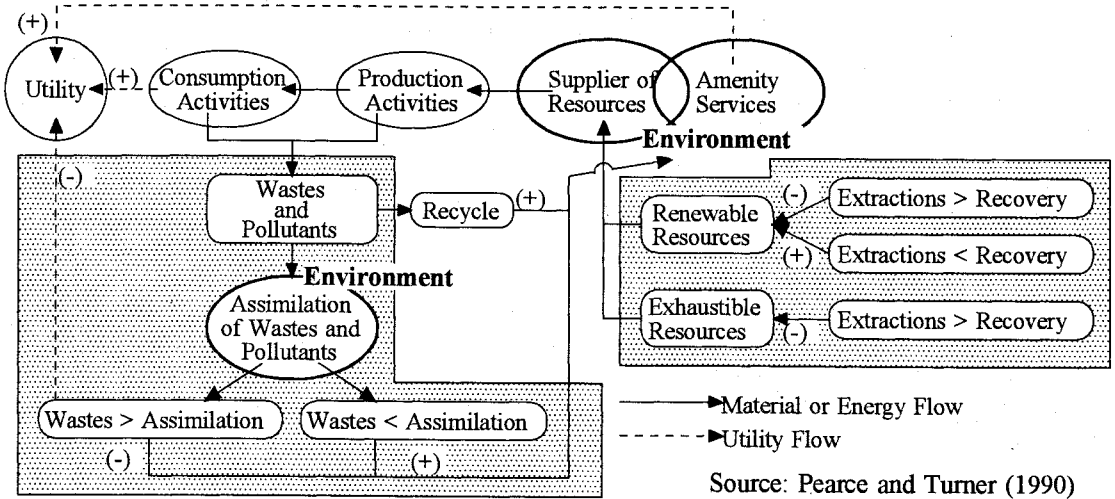 (+)
Utility
(+)
Consumption
Activities
Production
Activities
Supplier of
Resources
Amenity
Services
Environment
(-)
Wastes
and
Pollutants
Recycle
(+)
Renewable
Resources
(-)
(+)
Extractions > Recovery
Extractions < Recovery
Environment
Assimilation
of Wastes and
Pollutants
Exhaustible
Resources
(-)
Extractions > Recovery
Wastes > Assimilation
Wastes < Assimilation
(-)
(+)
Material or Energy Flow
Utility Flow
Source: Pearce and Turner (1990)